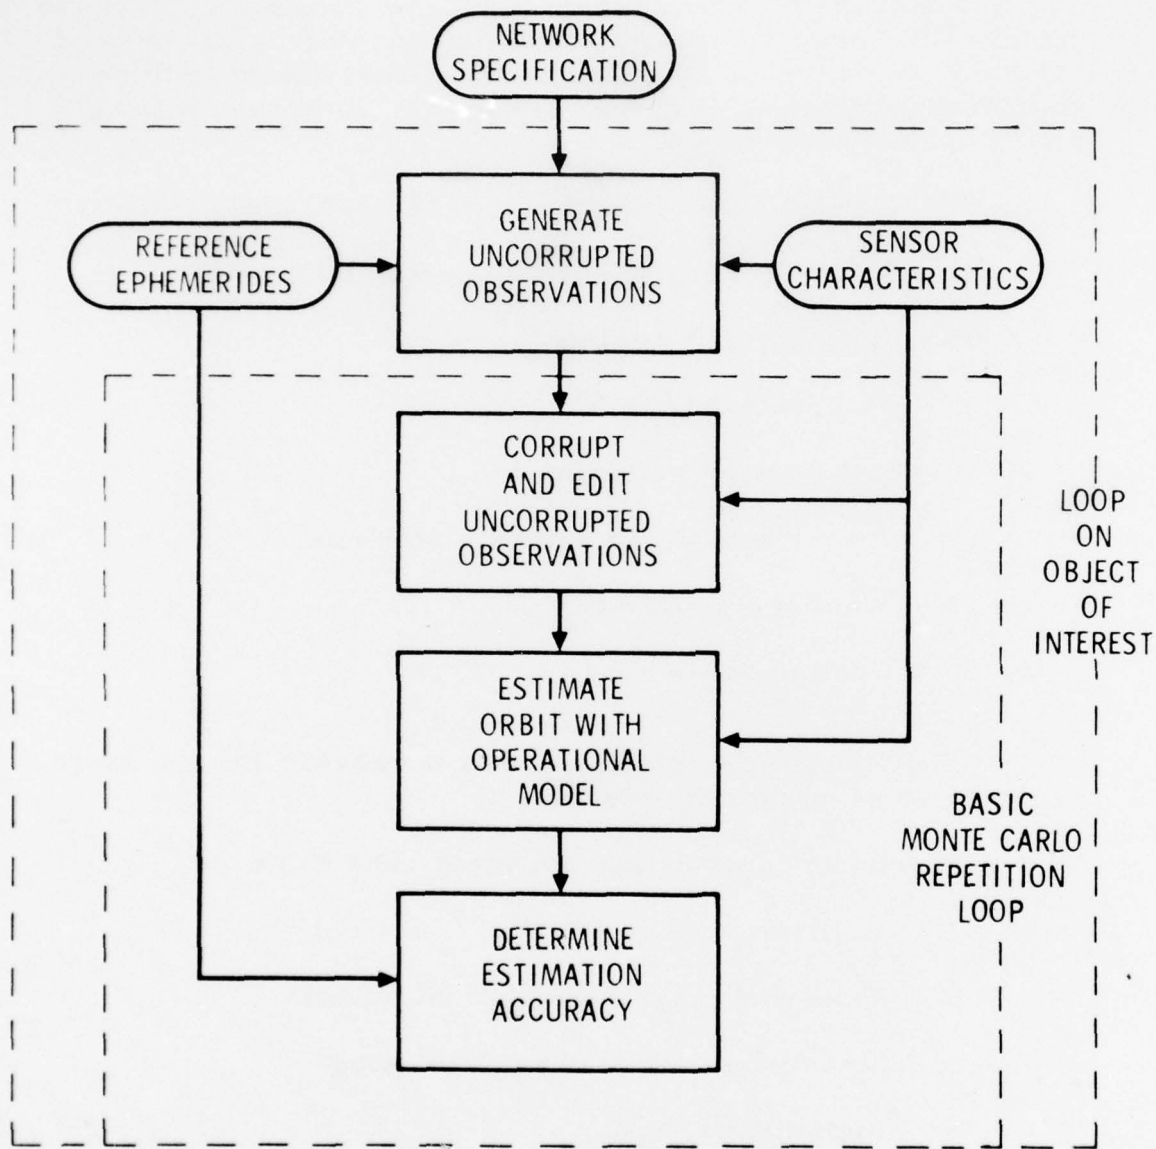 NETWORK
SPECIFICATION
GENERATE
UNCORRUPTED
OBSERVATIONS
REFERENCE
EPHEMERIDES
SENSOR
CHARACTERISTICS
CORRUPT
AND EDIT
UNCORRUPTED
OBSERVATIONS
LOOP
ON
OBJECT
OF
INTEREST
ESTIMATE
ORBIT WITH
OPERATIONAL
MODEL
BASIC
MONTE CARLO
REPETITION
LOOP
DETERMINE
ESTIMATION
ACCURACY